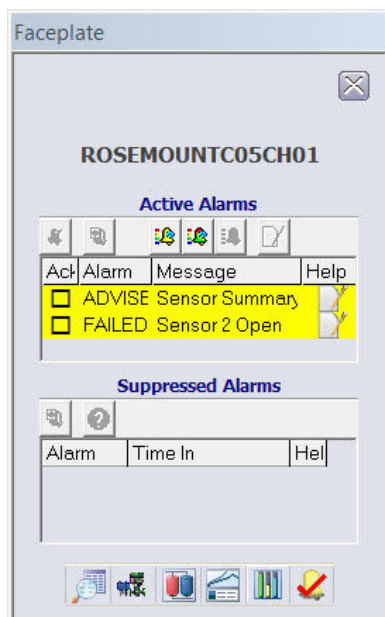 Faceplate
ROSEMOUNTC05CH01
Active Alarms
Ack Alarm Message Help
ADVISE Sensor Summary
FAILED Sensor 2 Open
Suppressed Alarms
Alarm Time In Hel